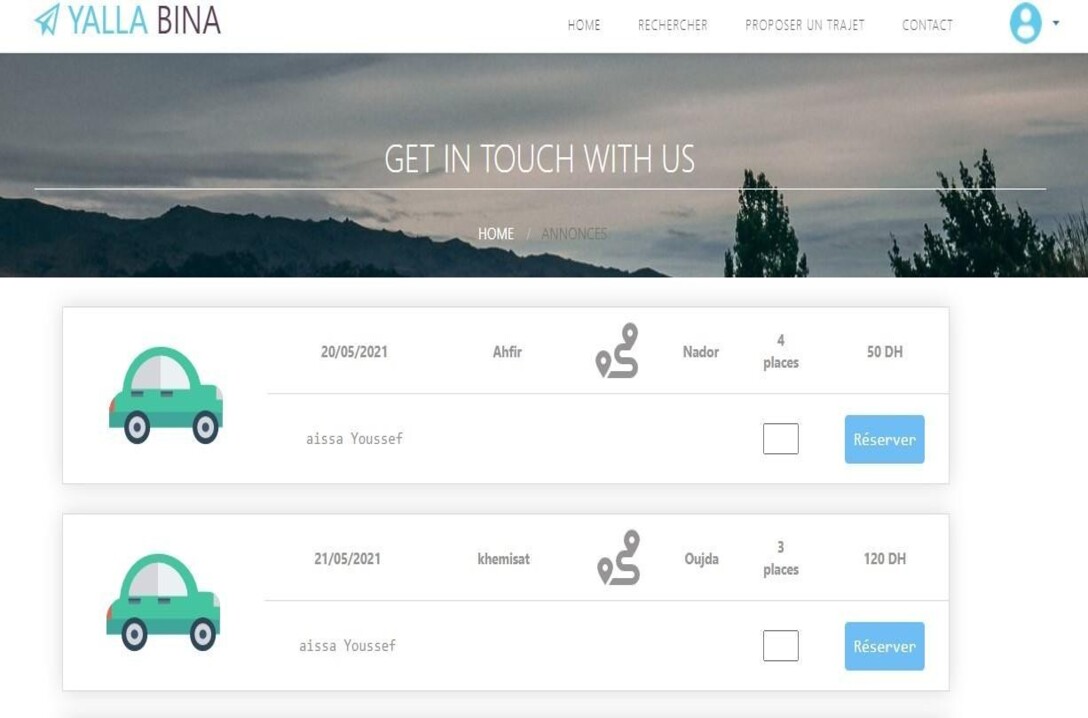 YALLA BINA
HOME RECHERCHER PROPOSER UN TRAJET CONTACT
GET IN TOUCH WITH US
HOME / ANNONCES
20/05/2021 Ahfir Nador 4 places 50 DH
aissa Youssef Réserver
21/05/2021 khemisat Oujda 3 places 120 DH
aissa Youssef Réserver